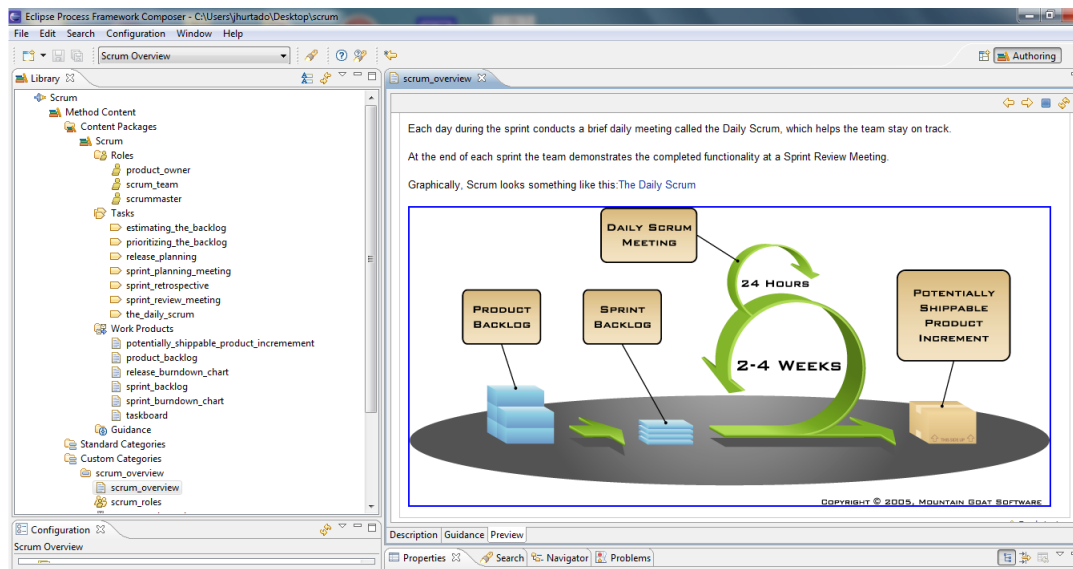 Eclipse Process Framework Composer - C:\Users\jhurtado\Desktop\scrum
File Edit Search Configuration Window Help
Scrum Overview
Authoring
Library
Scrum
Method Content
Content Packages
Scrum
Roles
product_owner
scrum_team
scrummaster
Tasks
estimating_the_backlog
prioritizing_the_backlog
release_planning
sprint_planning_meeting
sprint_retrospective
sprint_review_meeting
the_daily_scrum
Work Products
potentially_shippable_product_incremement
product_backlog
release_burndown_chart
sprint_backlog
sprint_burndown_chart
taskboard
Guidance
Standard Categories
Custom Categories
scrum_overview
scrum_overview
scrum_roles
Configuration
Scrum Overview
scrum_overview
Each day during the sprint conducts a brief daily meeting called the Daily Scrum, which helps the team stay on track.
At the end of each sprint the team demonstrates the completed functionality at a Sprint Review Meeting.
Graphically, Scrum looks something like this:The Daily Scrum
DAILY SCRUM
MEETING
24 HOURS
PRODUCT
BACKLOG
SPRINT
BACKLOG
POTENTIALLY
SHIPPABLE
PRODUCT
INCREMENT
2-4 WEEKS
COPYRIGHT © 2005, MOUNTAIN GOAT SOFTWARE
Description Guidance Preview
Properties Search Navigator Problems